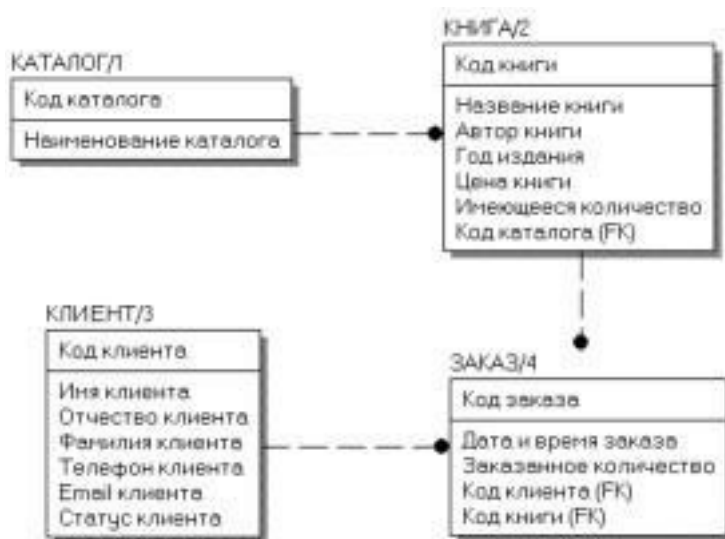 КАТАЛОГ/1
Код каталога
Наименование каталога
КНИГА/2
Код книги
Название книги
Автор книги
Год издания
Цена книги
Имеющееся количество
Код каталога (FK)
КЛИЕНТ/3
Код клиента
Имя клиента
Отчество клиента
Фамилия клиента
Телефон клиента
Email клиента
Статус клиента
ЗАКАЗ/4
Код заказа
Дата и время заказа
Заказанное количество
Код клиента (FK)
Код книги (FK)